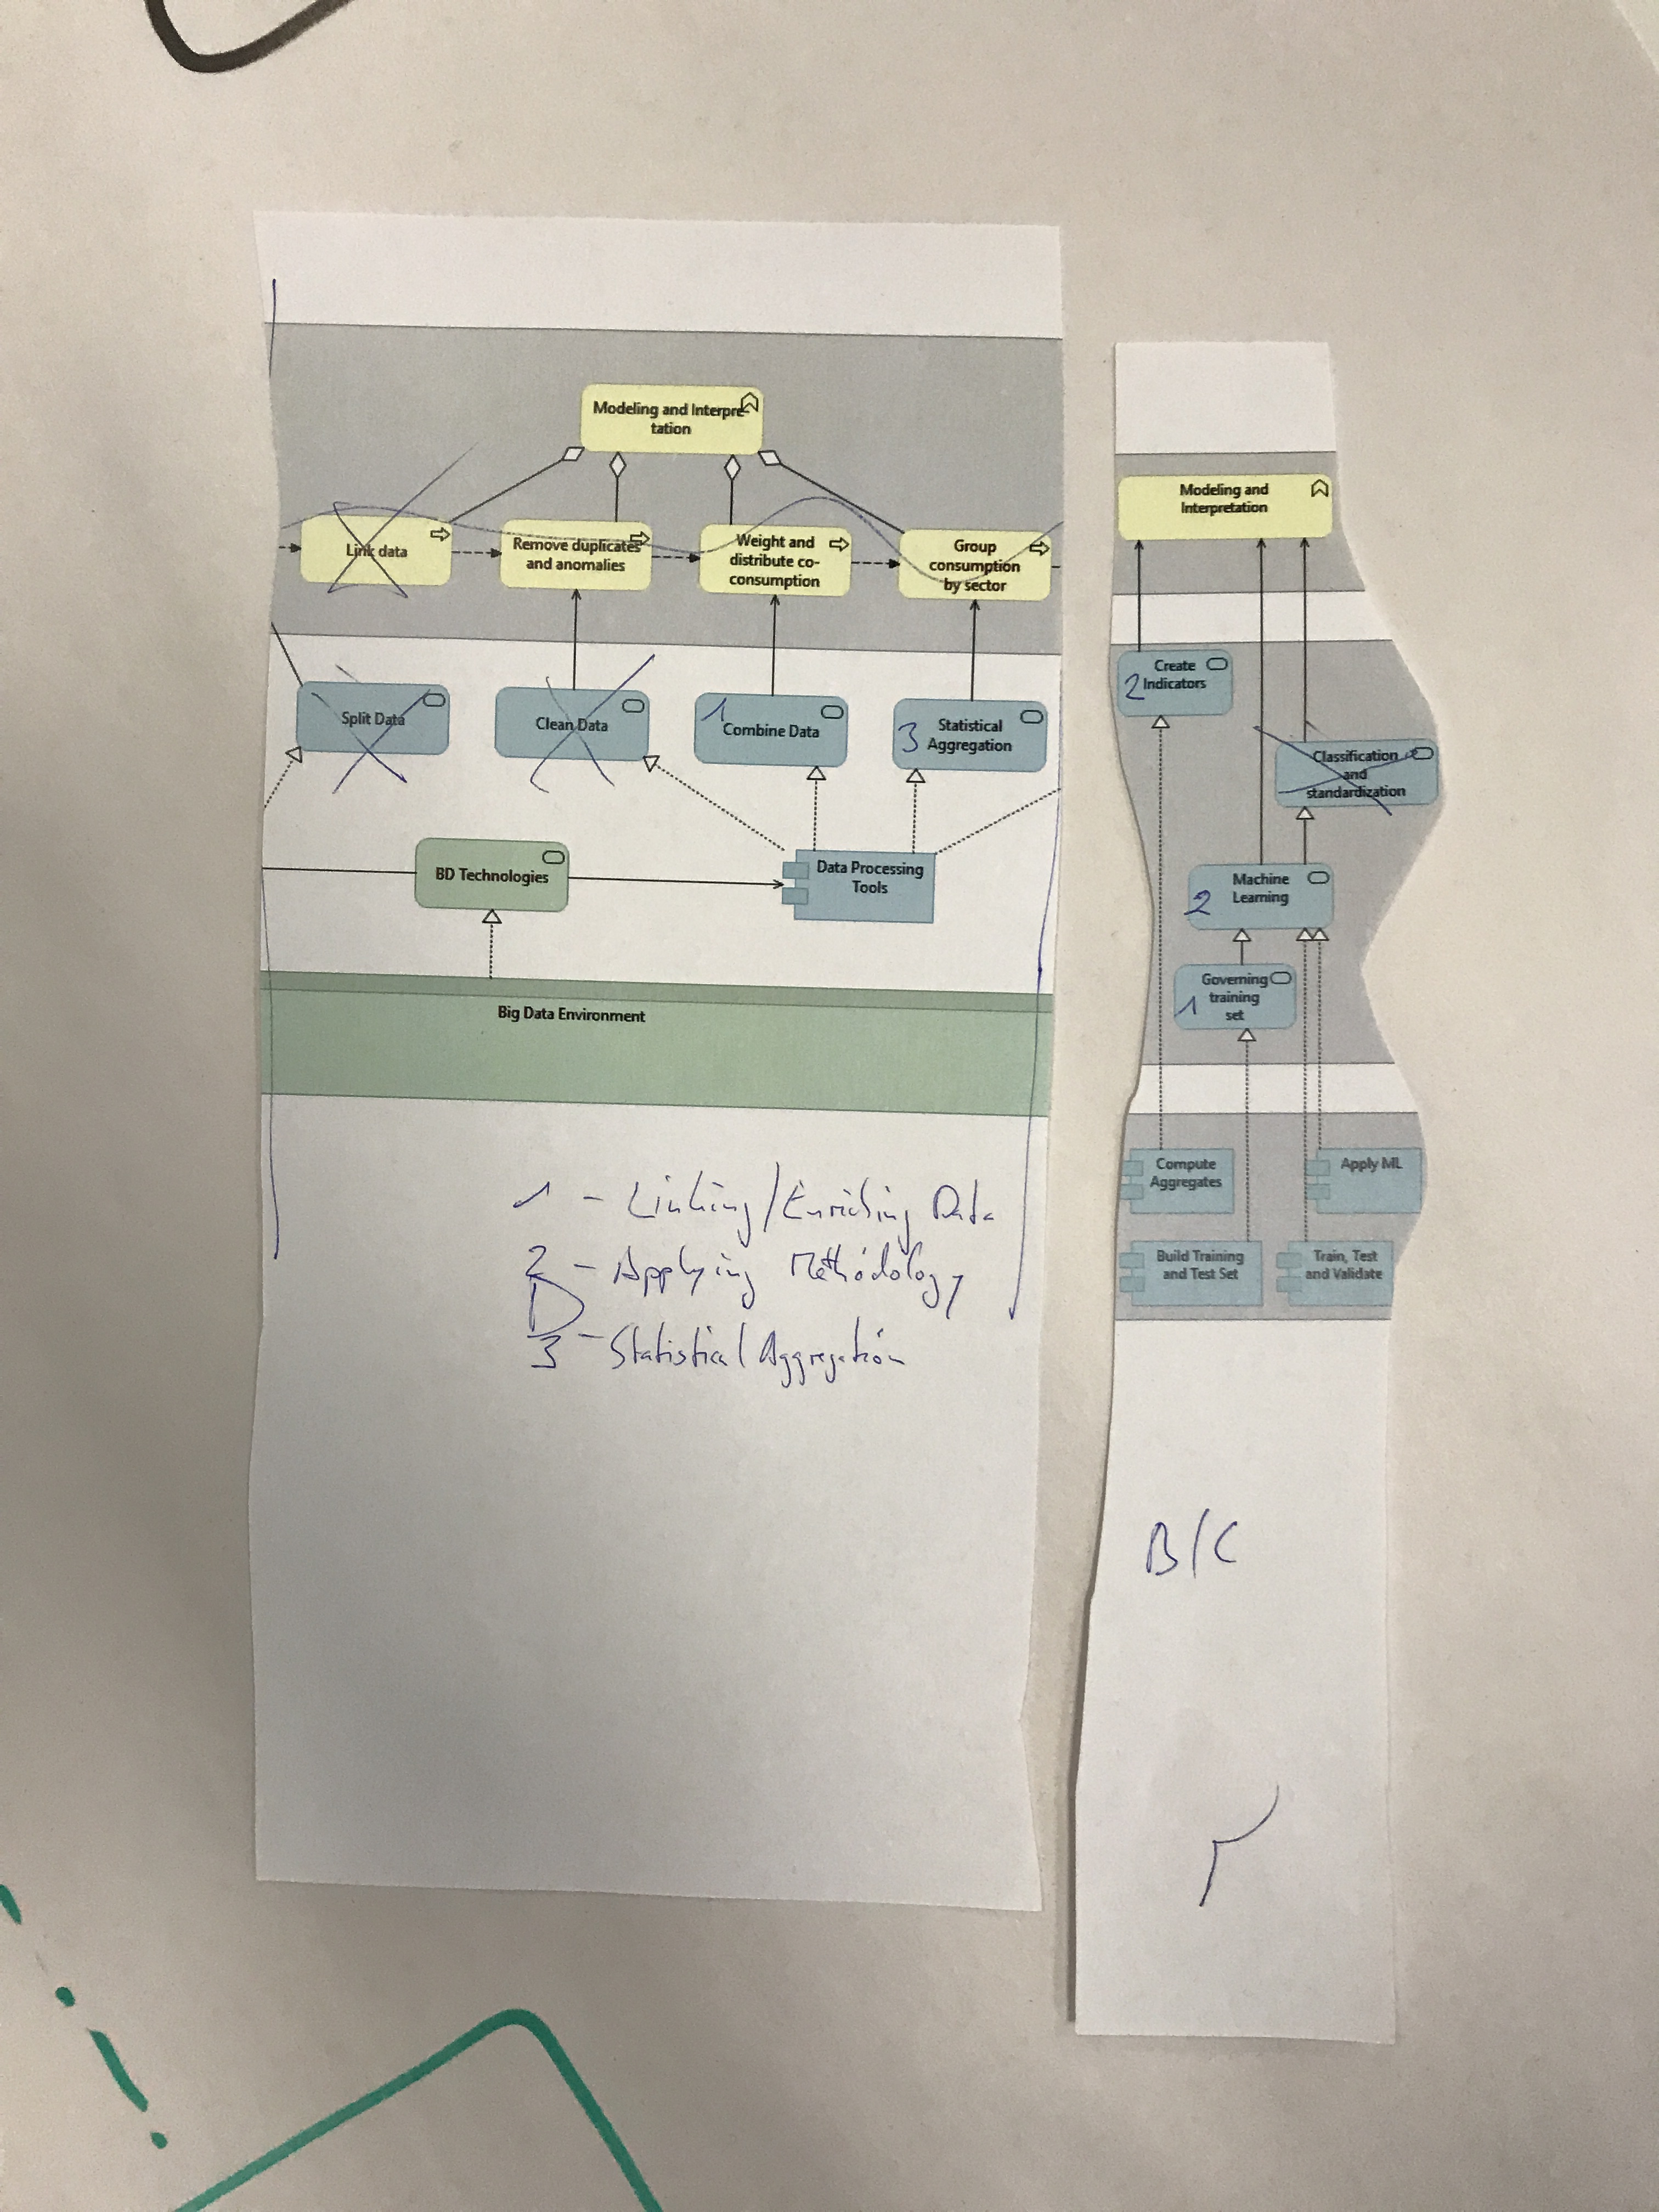 Modeling and Interpre
tation
Link data
Remove duplicates
and anomalies
Weight and
distribute co-
consumption
Group
consumption
by sector
Split Data
Clean Data
1
Combine Data
3
Statistical
Aggregation
BD Technologies
Data Processing
Tools
Big Data Environment
1 - Linking/Enriching Data
2 - Applying Methodology
3 - Statistical Aggregation
Modeling and
Interpretation
Create
2 Indicators
Classification
and
standardization
Machine
2 Learning
Governing
training
1 set
Compute
Aggregates
Apply ML
Build Training
and Test Set
Train, Test
and Validate
B/C